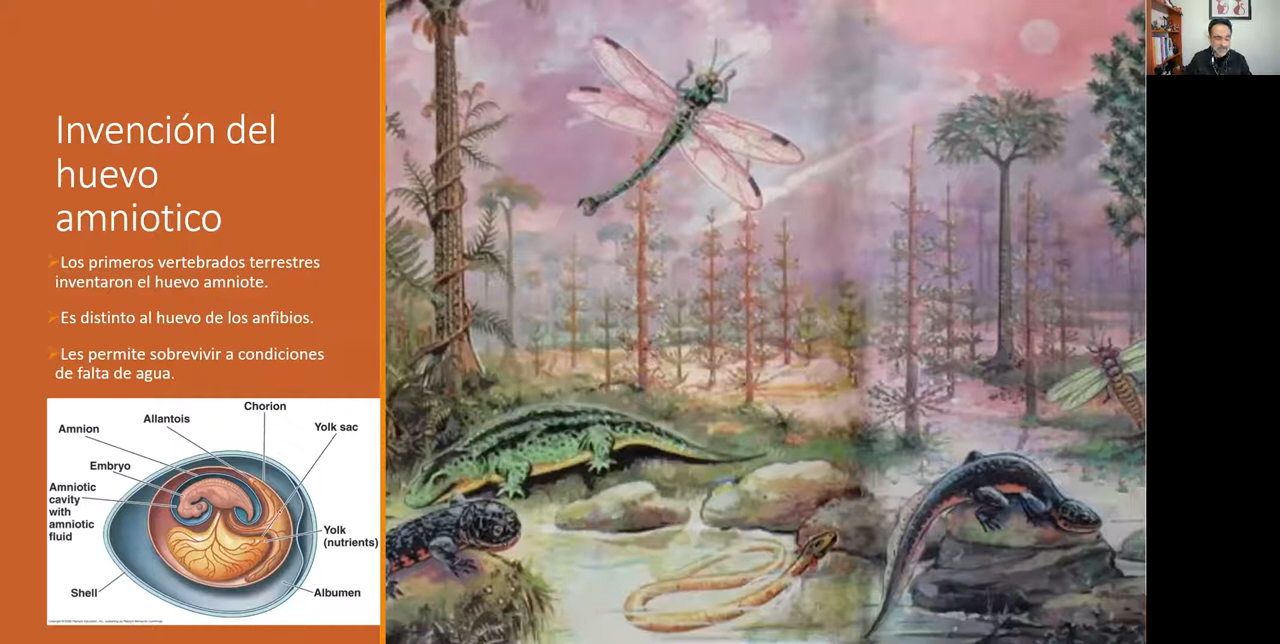 Invención del
huevo
amniotico
Los primeros vertebrados terrestres
inventaron el huevo amniote.
Es distinto al huevo de los anfibios.
Les permite sobrevivir a condiciones
de falta de agua.
Chorion
Allantois
Yolk sac
Amnion
Embryo
Amniotic
cavity
with
amniotic
fluid
Yolk
(nutrients)
Shell
Albumen